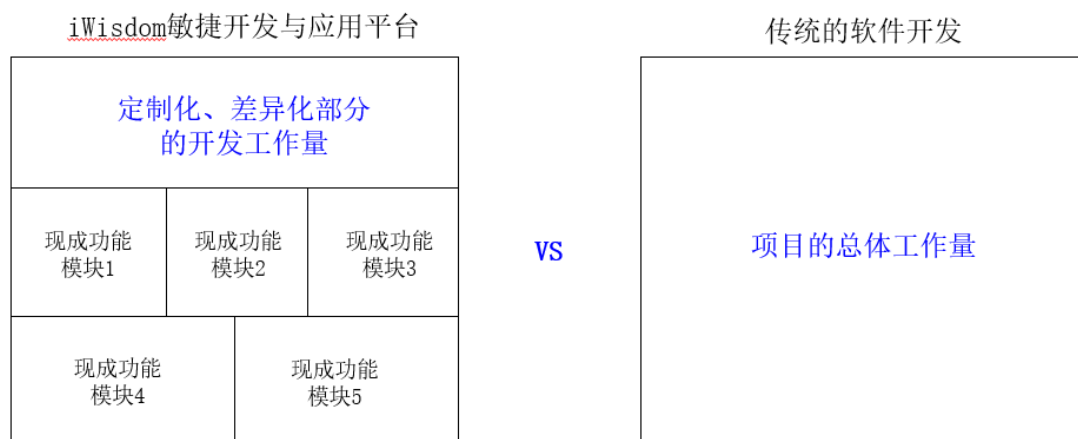 iWisdom敏捷开发与应用平台
传统的软件开发
定制化、差异化部分
的开发工作量
现成功能
模块1
现成功能
模块2
现成功能
模块3
VS
项目的总体工作量
现成功能
模块4
现成功能
模块5